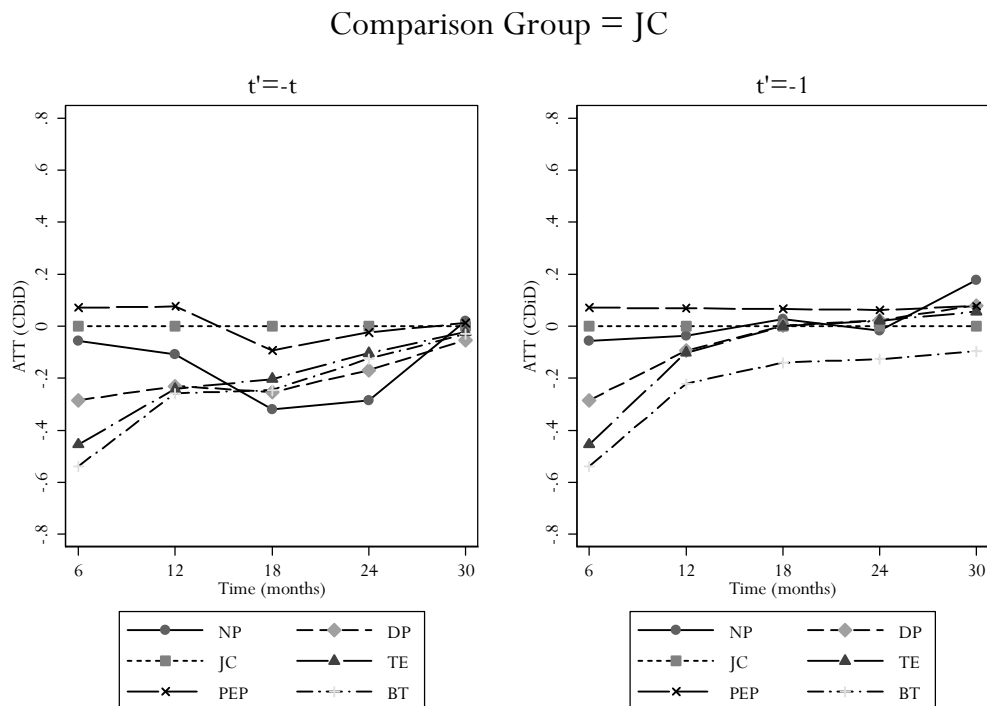 Comparison Group = JC
t'=-t
ATT (CDiD)
.8
.6
.4
.2
0
-.2
-.4
-.6
-.8
6 12 18 24 30
Time (months)
NP DP
JC TE
PEP BT
t'=-1
ATT (CDiD)
.8
.6
.4
.2
0
-.2
-.4
-.6
-.8
6 12 18 24 30
Time (months)
NP DP
JC TE
PEP BT